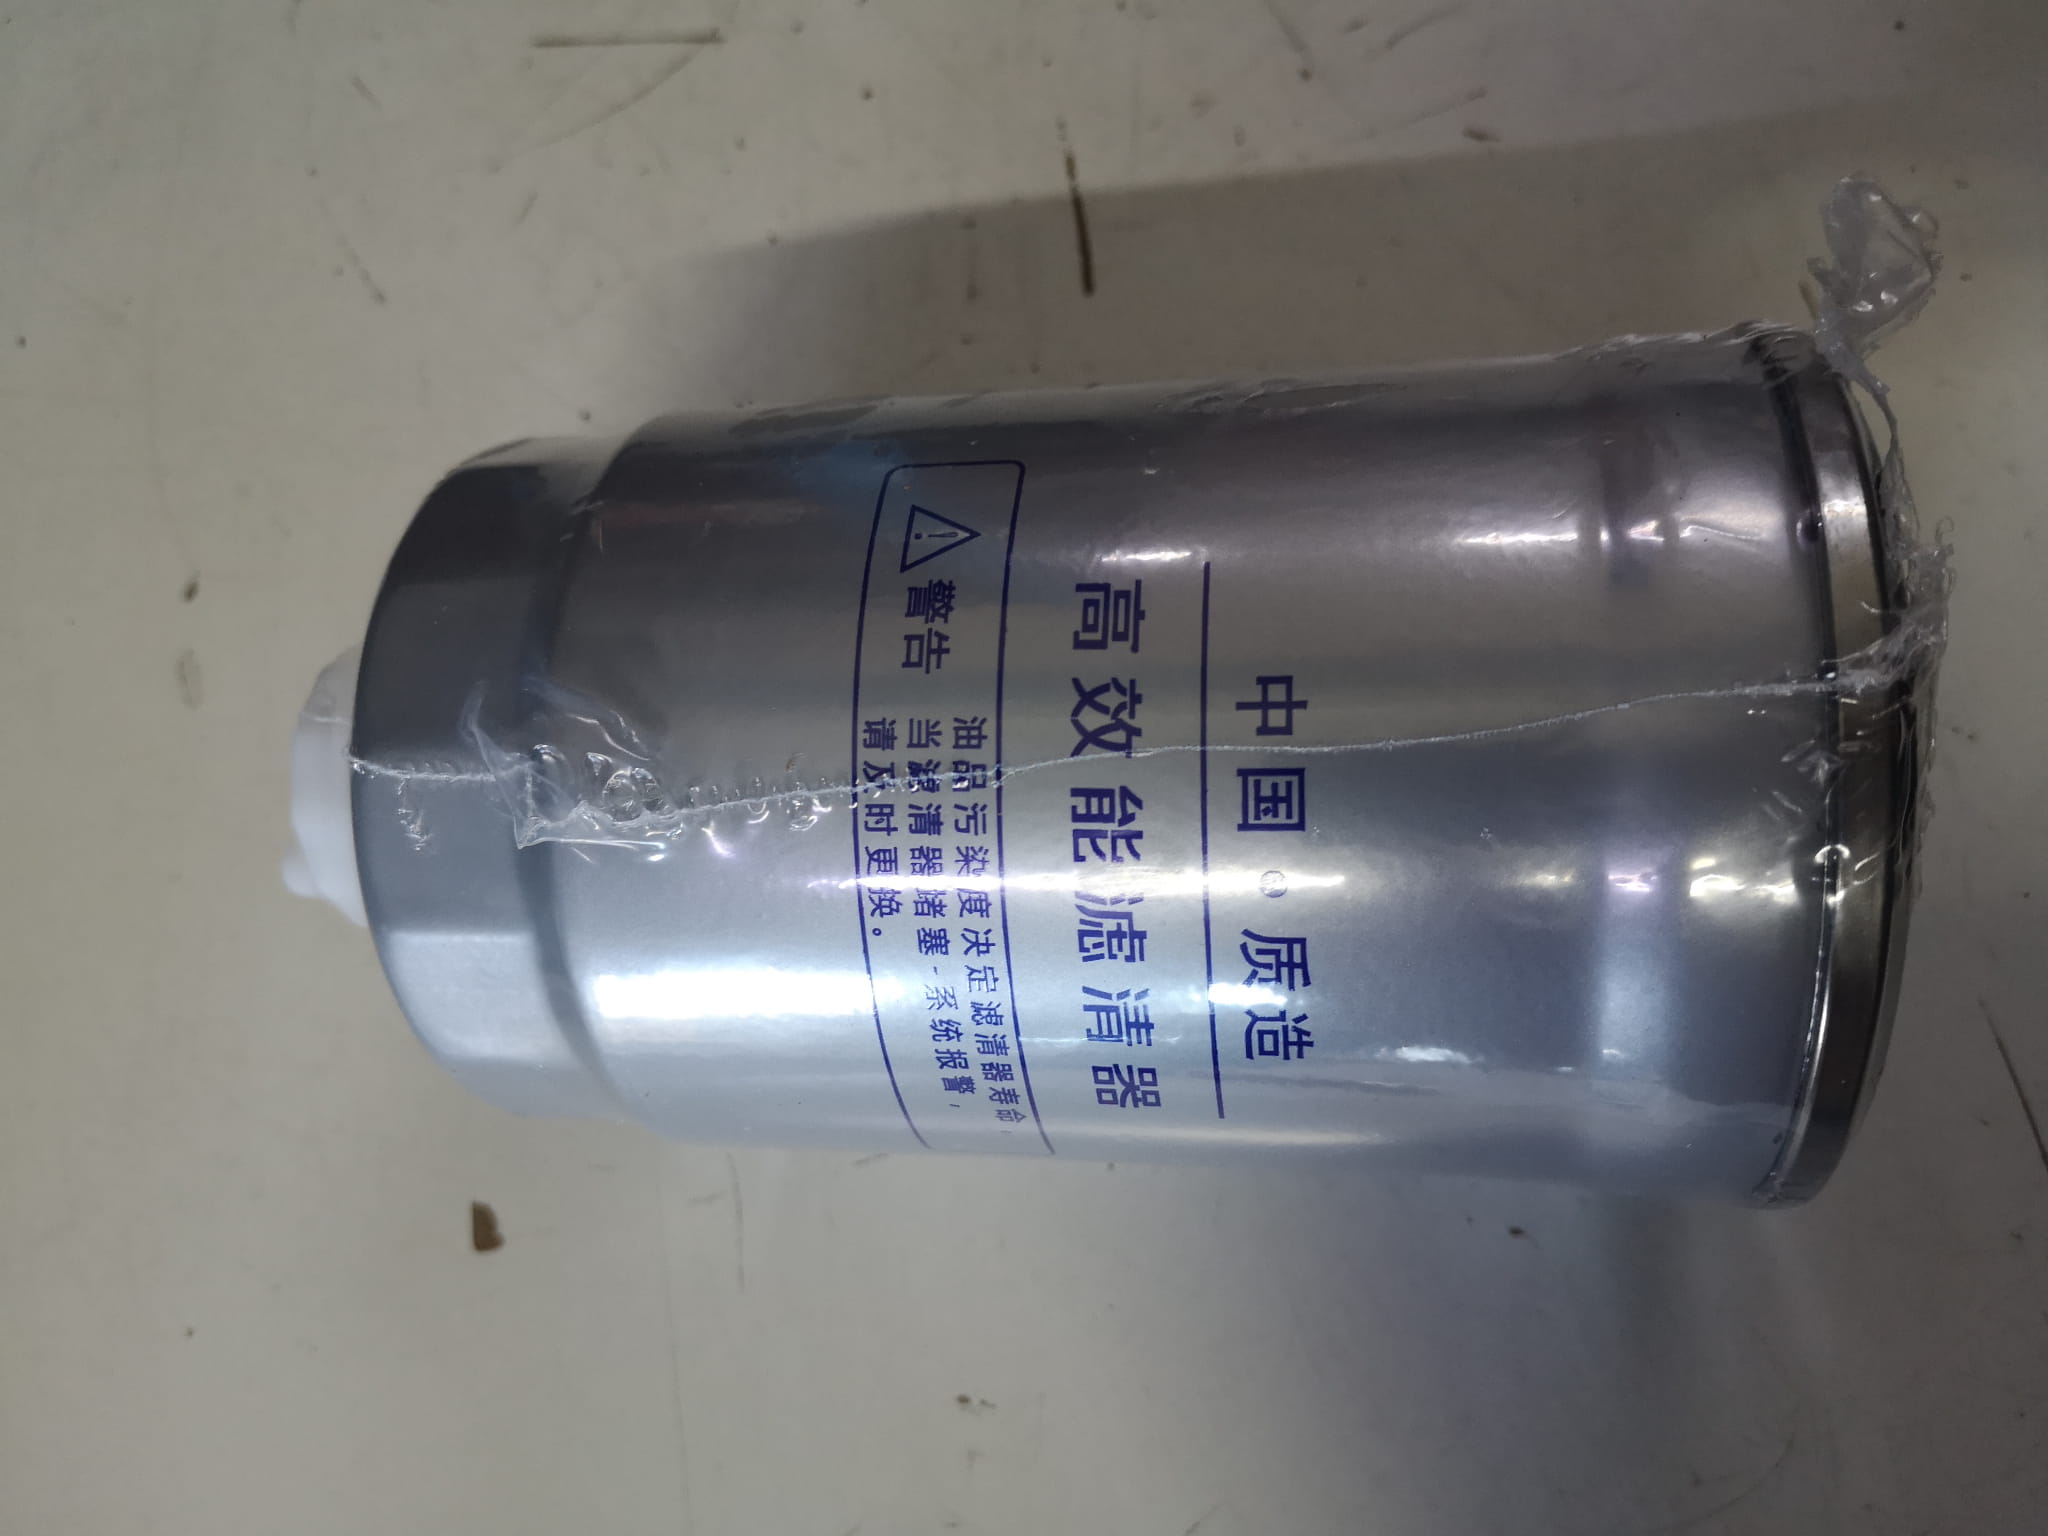 中国·质造
高效能滤清器
警告
油品污染度决定滤清器寿命。
当滤清器堵塞-系统报警，
请及时更换。